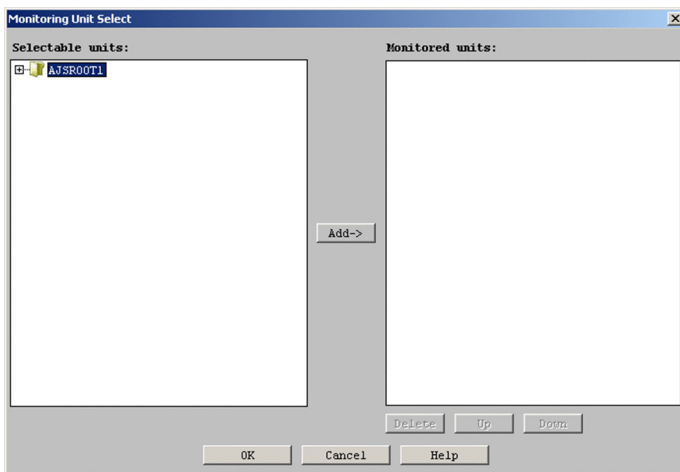 Monitoring Unit Select
Selectable units:
Monitored units:
AJSROOT1
Add->
Delete Up Down
OK Cancel Help